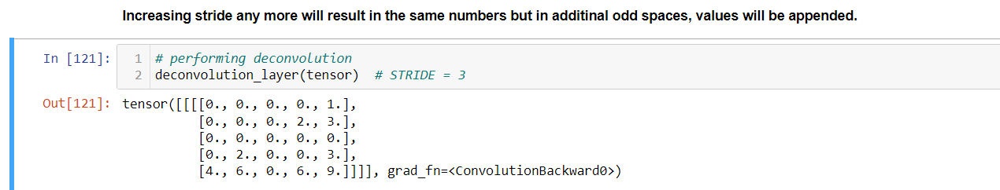 Increasing stride any more will result in the same numbers but in additinal odd spaces, values will be appended.
In [121]: 1 # performing deconvolution
2 deconvolution_layer(tensor)  # STRIDE = 3
Out[121]: tensor([[[[0., 0., 0., 0., 1.],
[0., 0., 0., 2., 3.],
[0., 0., 0., 0., 0.],
[0., 2., 0., 0., 3.],
[4., 6., 0., 6., 9.]]]], grad_fn=<ConvolutionBackward0>)